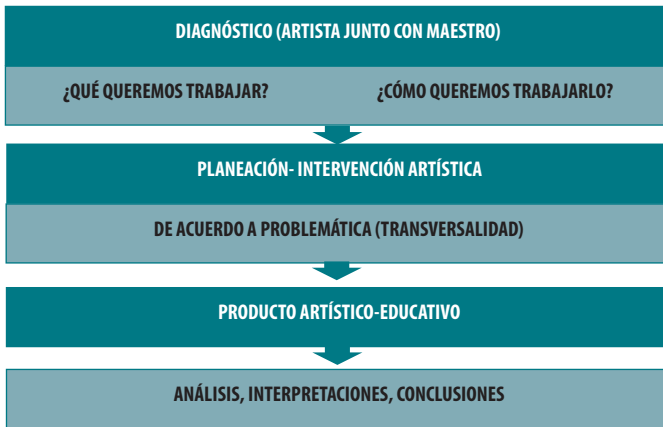 DIAGNÓSTICO (ARTISTA JUNTO CON MAESTRO)
¿QUÉ QUEREMOS TRABAJAR? ¿CÓMO QUEREMOS TRABAJARLO?
PLANEACIÓN- INTERVENCIÓN ARTÍSTICA
DE ACUERDO A PROBLEMÁTICA (TRANSVERSALIDAD)
PRODUCTO ARTÍSTICO-EDUCATIVO
ANÁLISIS, INTERPRETACIONES, CONCLUSIONES